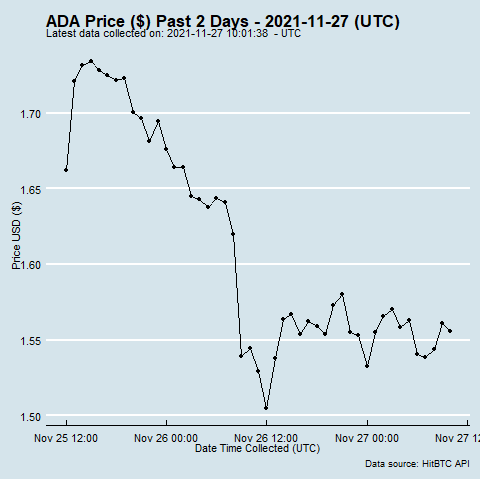 ADA Price ($) Past 2 Days - 2021-11-27 (UTC)
Latest data collected on: 2021-11-27 10:01:38 - UTC
1.70
1.65
1.60
1.55
1.50
Price USD ($)
Nov 25 12:00 Nov 26 00:00 Nov 26 12:00 Nov 27 00:00 Nov 27 12
Date Time Collected (UTC)
Data source: HitBTC API